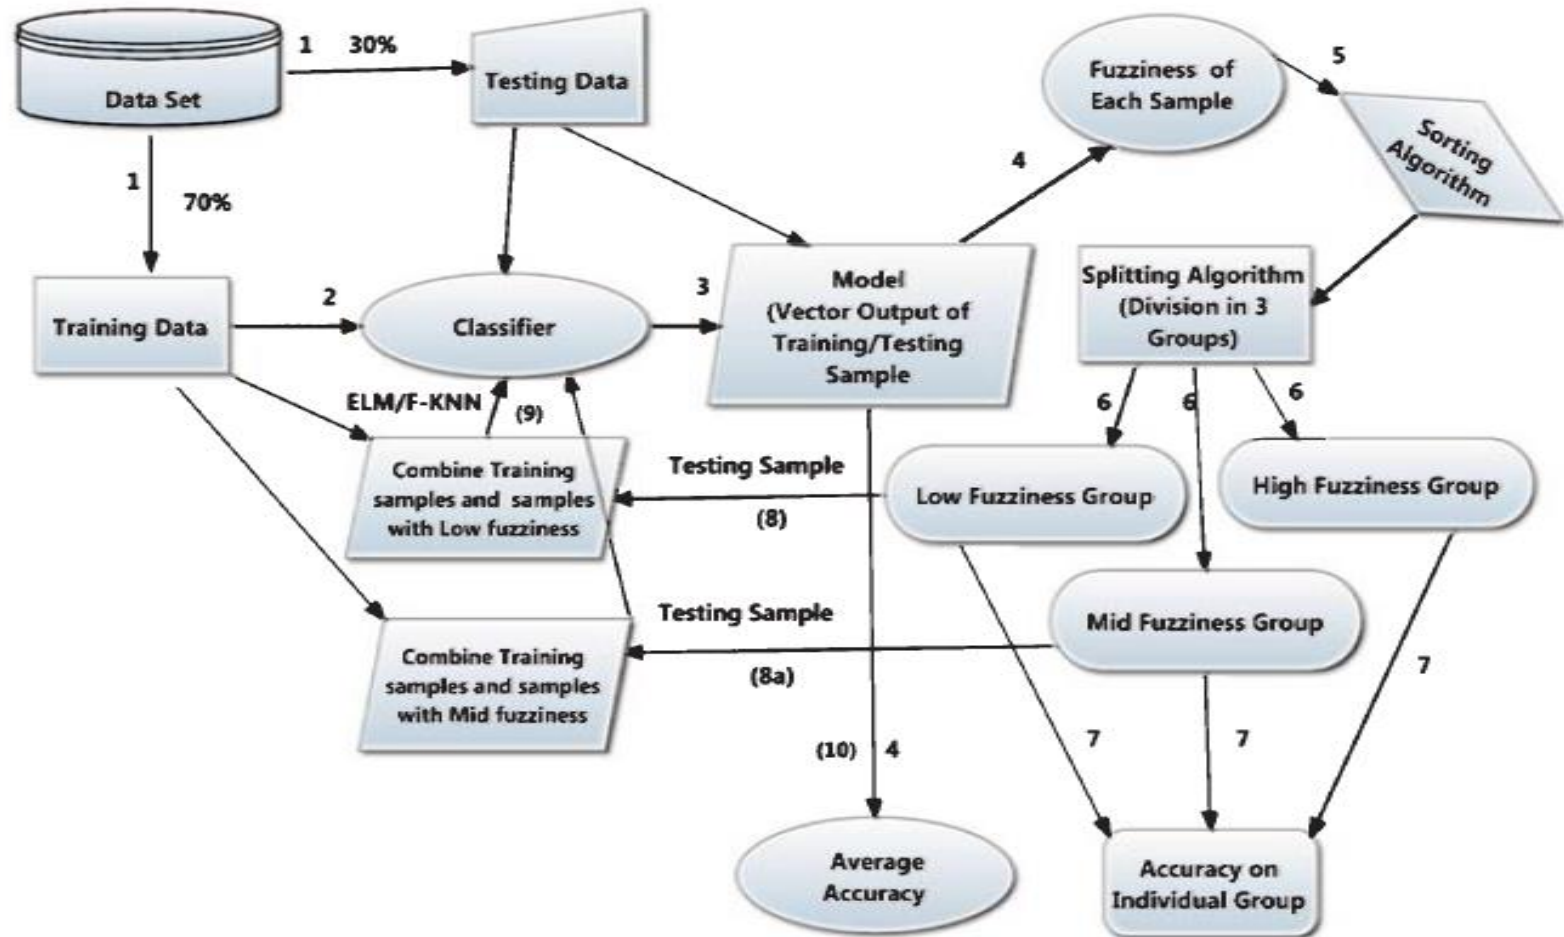 Data Set
1 30%
Testing Data
1
70%
Training Data
2
Classifier
3
Model
(Vector Output of
Training/Testing
Sample
4
Fuzziness of
Each Sample
5
Sorting
Algorithm
Splitting Algorithm
(Division in 3
Groups)
6
6
6
ELM/F-KNN
(9)
Combine Training
samples and samples
with Low fuzziness
Testing Sample
(8)
Low Fuzziness Group
High Fuzziness Group
Combine Training
samples and samples
with Mid fuzziness
Testing Sample
(8a)
Mid Fuzziness Group
(10) 4
7
7
7
Average
Accuracy
Accuracy on
Individual Group